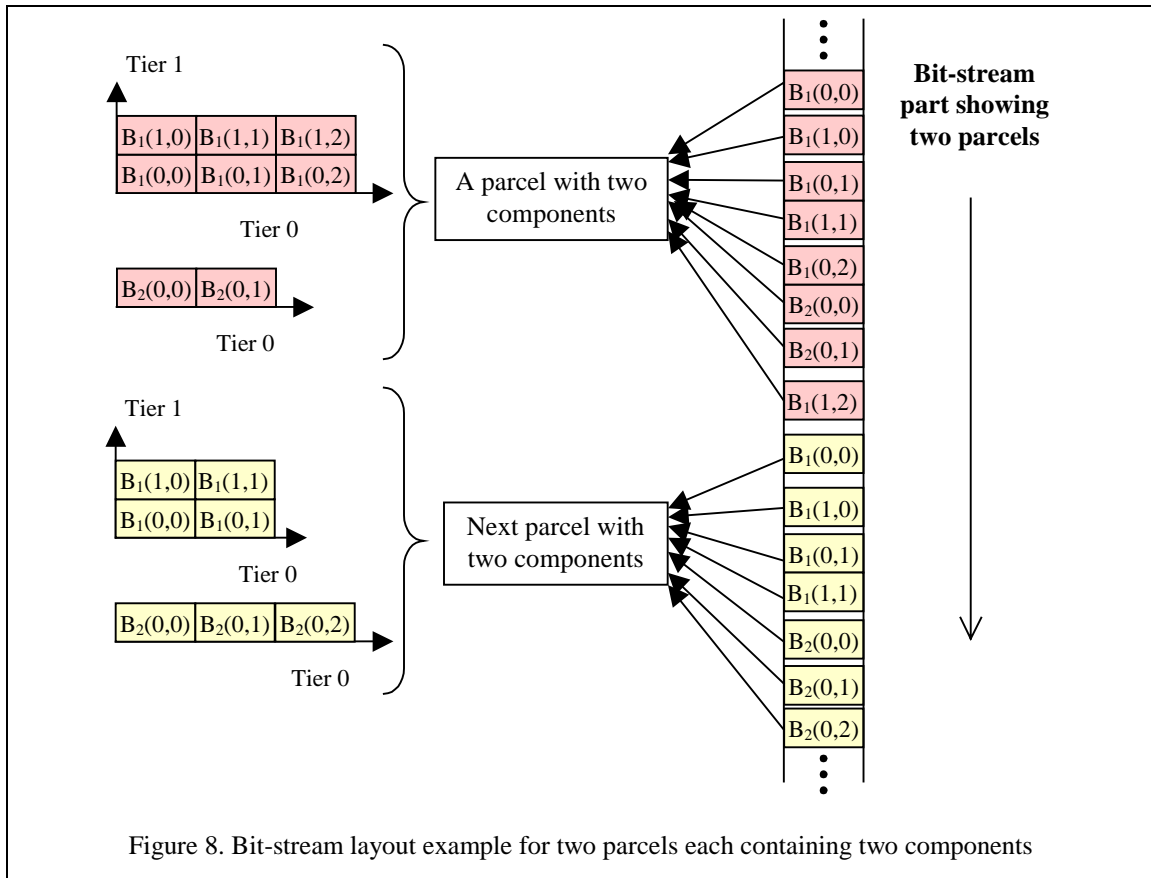 Tier 1
B₁(1,0) B₁(1,1) B₁(1,2)
B₁(0,0) B₁(0,1) B₁(0,2)
Tier 0
B₂(0,0) B₂(0,1)
Tier 0
A parcel with two
components
Tier 1
B₁(1,0) B₁(1,1)
B₁(0,0) B₁(0,1)
Tier 0
B₂(0,0) B₂(0,1) B₂(0,2)
Tier 0
Next parcel with
two components
B₁(0,0)
B₁(1,0)
B₁(0,1)
B₁(1,1)
B₁(0,2)
B₂(0,0)
B₂(0,1)
B₁(1,2)
B₁(0,0)
B₁(1,0)
B₁(0,1)
B₁(1,1)
B₂(0,0)
B₂(0,1)
B₂(0,2)
Bit-stream
part showing
two parcels
Figure 8. Bit-stream layout example for two parcels each containing two components